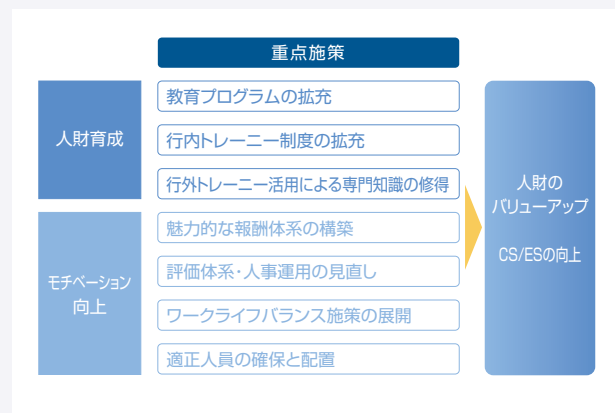 重点施策
人財育成
教育プログラムの拡充
行内トレーニー制度の拡充
行外トレーニー活用による専門知識の修得
モチベーション
向上
魅力的な報酬体系の構築
評価体系・人事運用の見直し
ワークライフバランス施策の展開
適正人員の確保と配置
人財の
バリューアップ
CS/ESの向上